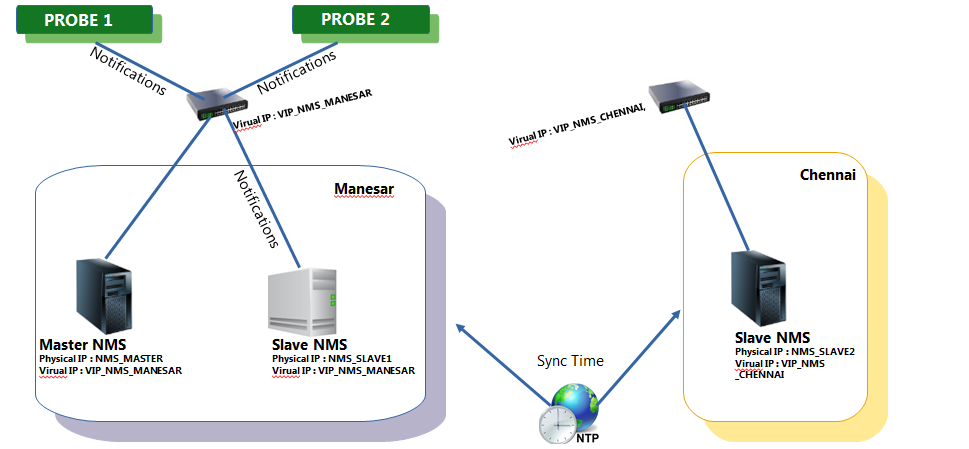 PROBE 1
PROBE 2
Notifications
Notifications
Virual IP : VIP_NMS_MANESAR
Virual IP : VIP_NMS_CHENNAI,
Manesar
Chennai
Notifications
Master NMS
Physical IP : NMS_MASTER
Virual IP : VIP_NMS_MANESAR
Slave NMS
Physical IP : NMS_SLAVE1
Virual IP : VIP_NMS_MANESAR
Slave NMS
Physical IP : NMS_SLAVE2
Virual IP : VIP_NMS
_CHENNAI
Sync Time
NTP